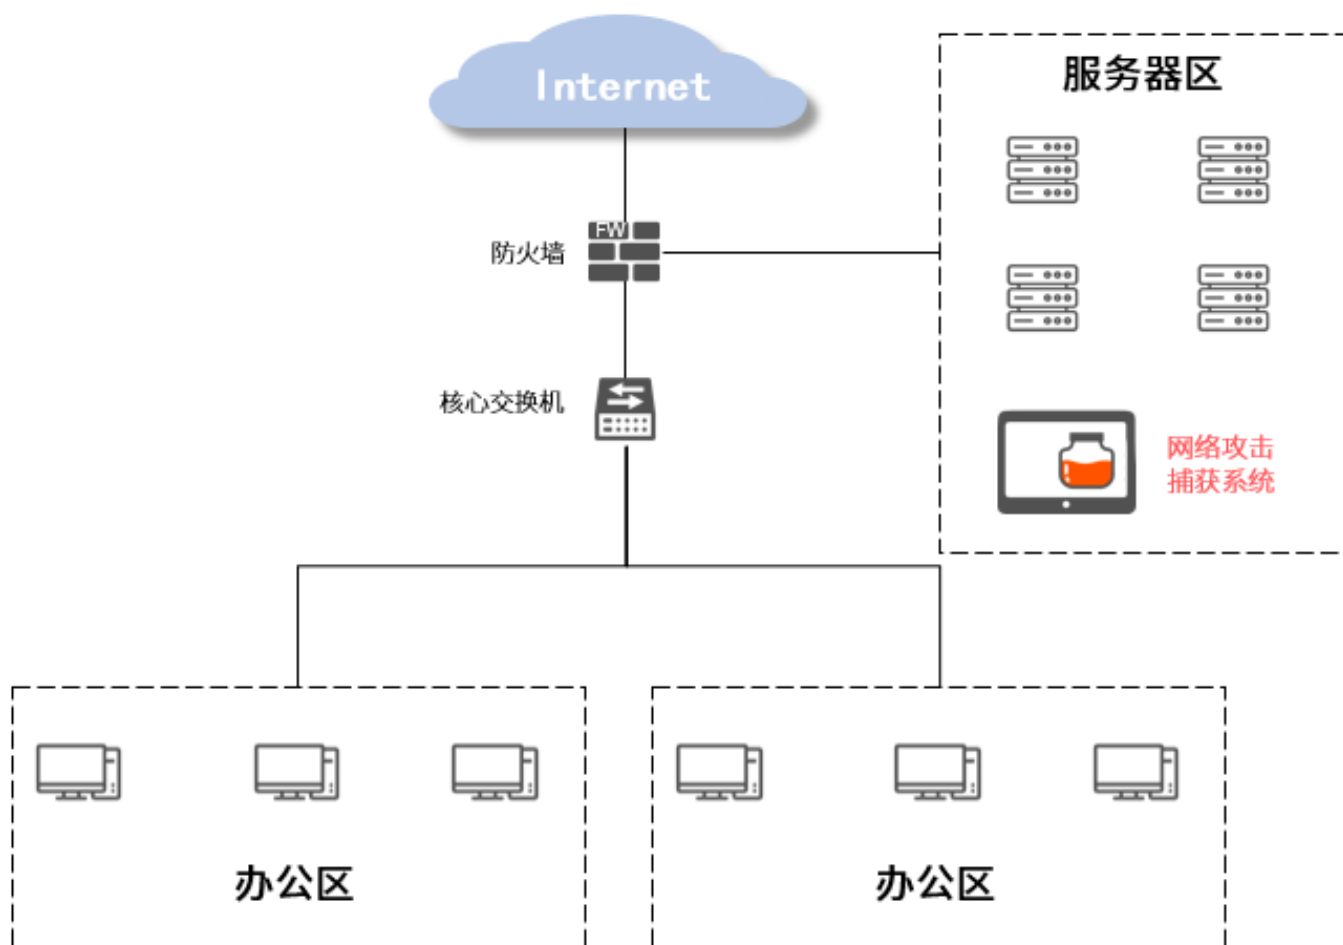 Internet
服务器区
FW
防火墙
核心交换机
网络攻击
捕获系统
办公区
办公区